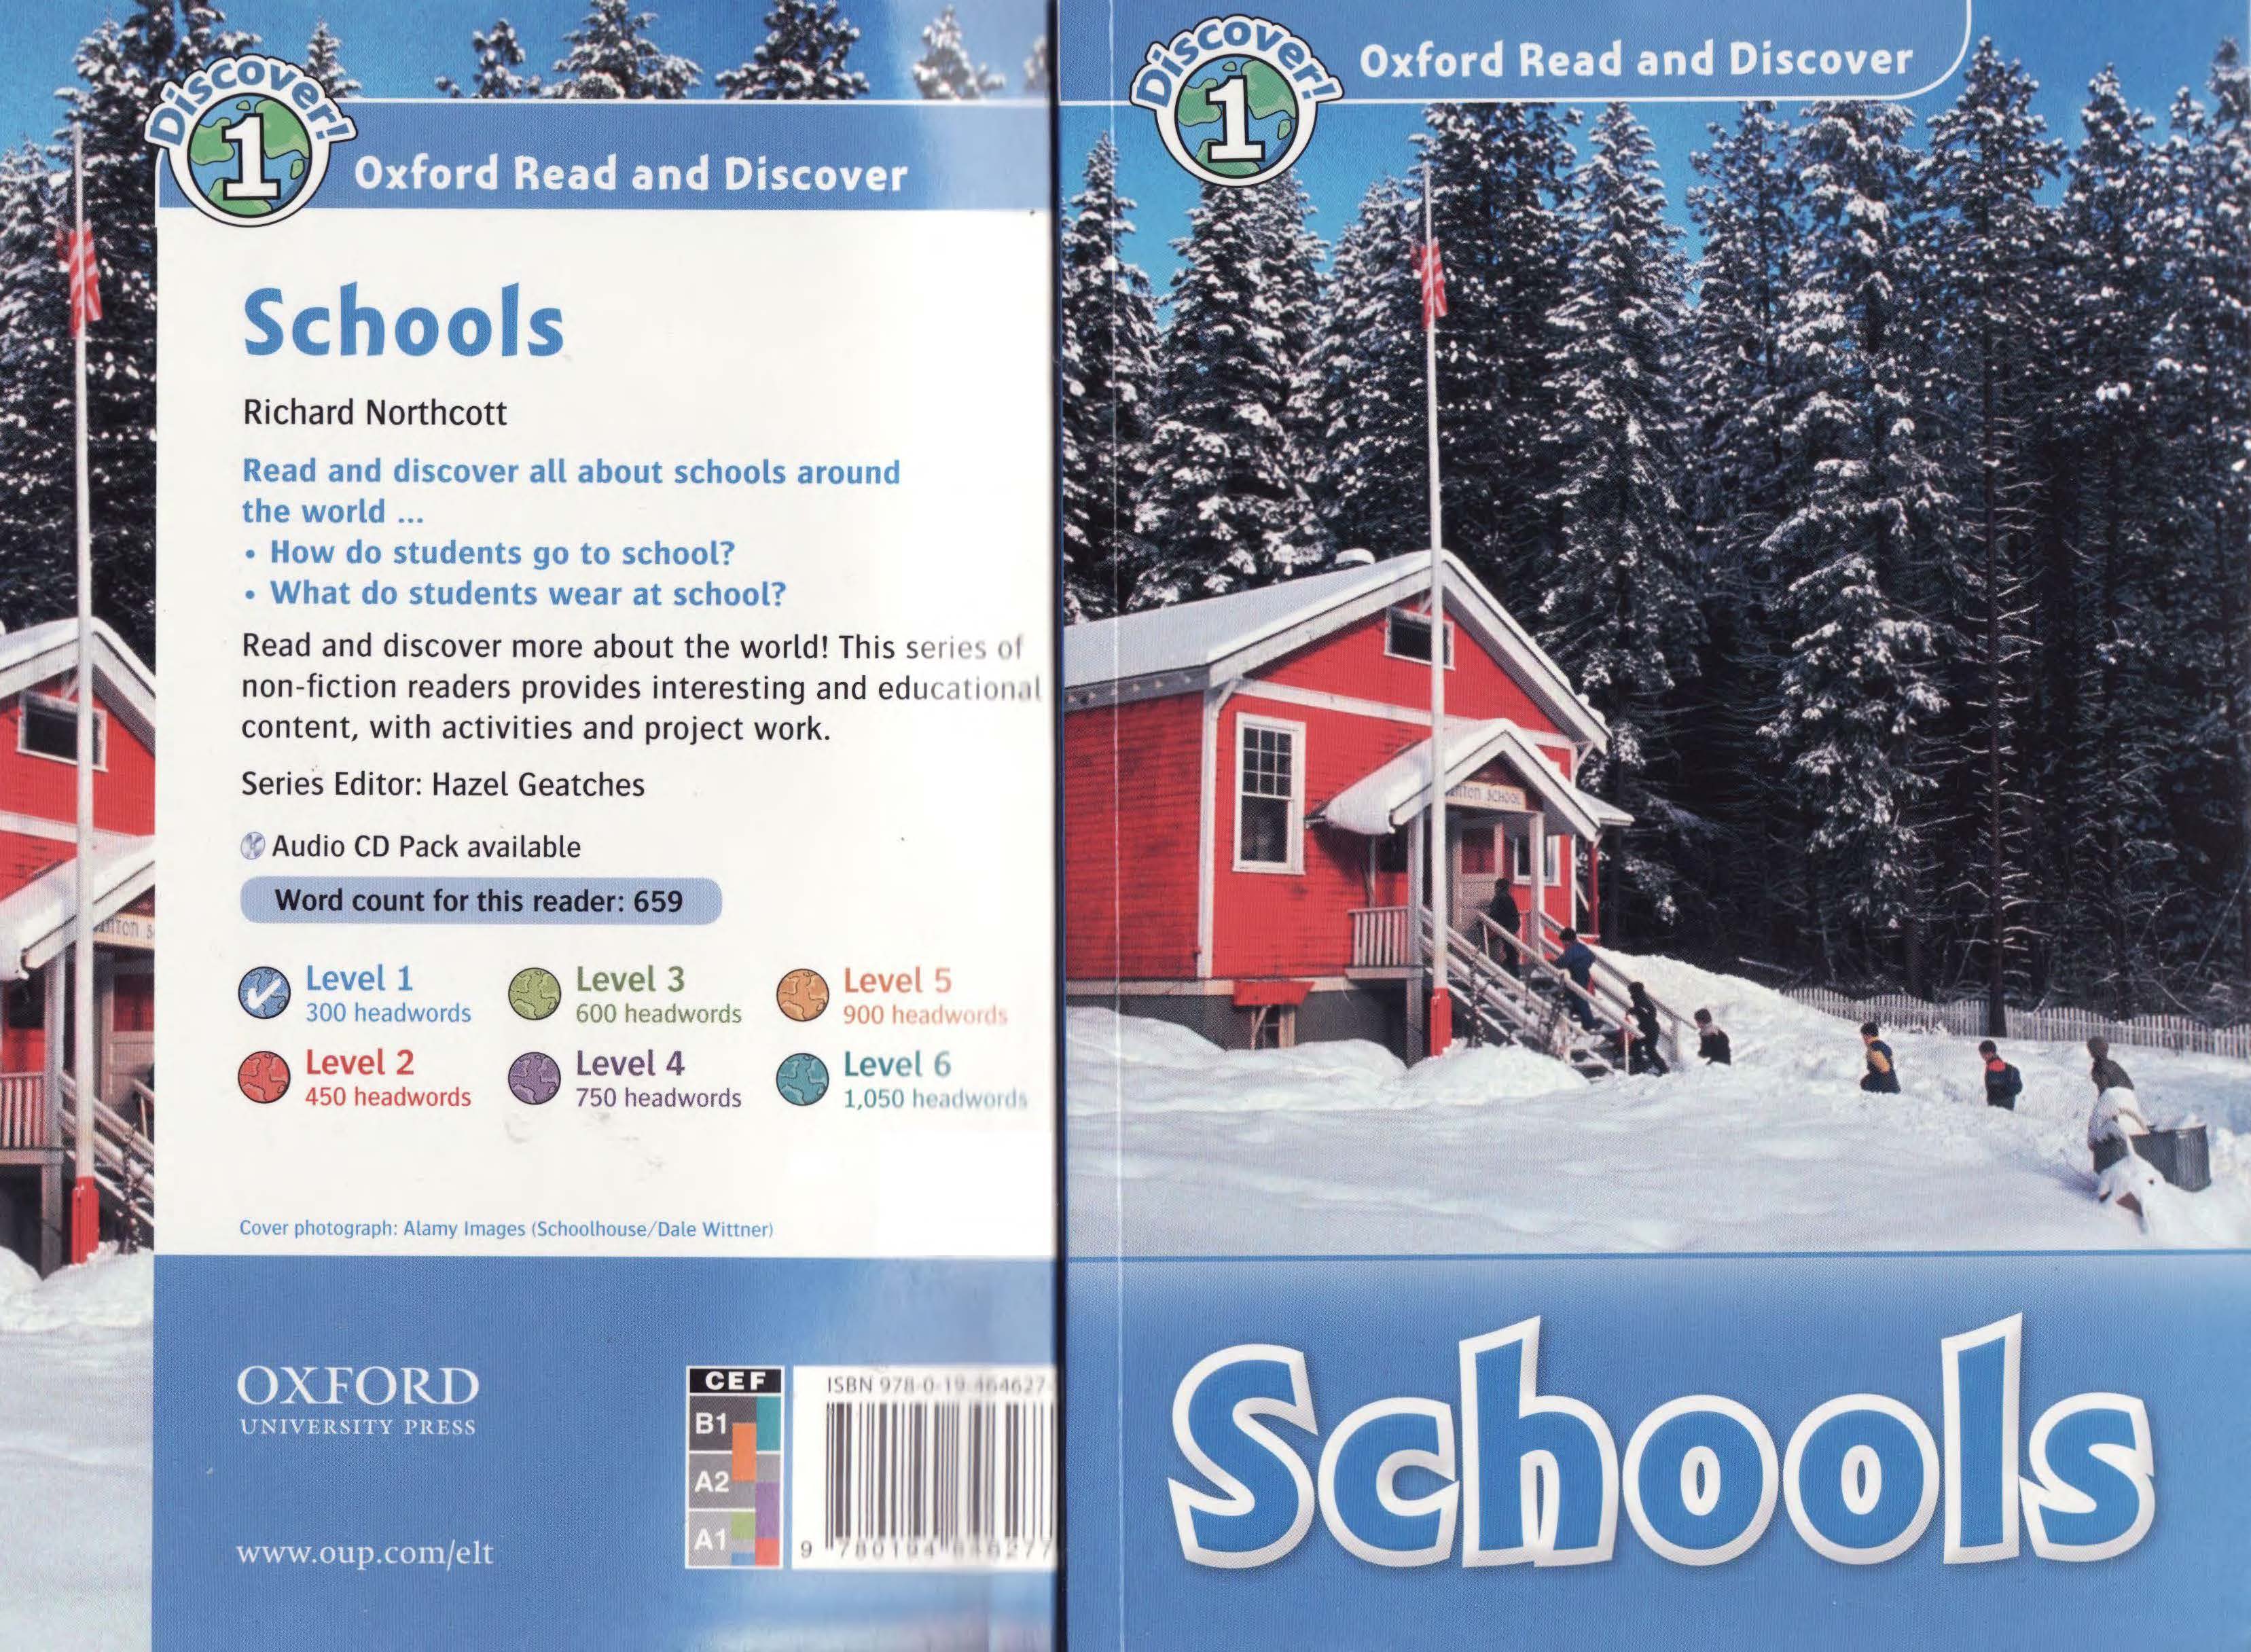 Discover!
1
Oxford Read and Discover
Schools
Richard Northcott
Read and discover all about schools around
the world ...
• How do students go to school?
• What do students wear at school?
Read and discover more about the world! This series of
non-fiction readers provides interesting and educational
content, with activities and project work.
Series Editor: Hazel Geatches
Audio CD Pack available
Word count for this reader: 659
Level 1
300 headwords
Level 2
450 headwords
Level 3
600 headwords
Level 4
750 headwords
Level 5
900 headwords
Level 6
1,050 headwords
Cover photograph: Alamy Images (Schoolhouse/Dale Wittner)
OXFORD
UNIVERSITY PRESS
www.oup.com/elt
CEF
B1
A2
A1
ISBN 978-0-19-464627-
Discover!
1
Oxford Read and Discover
SCHOOL
Schools